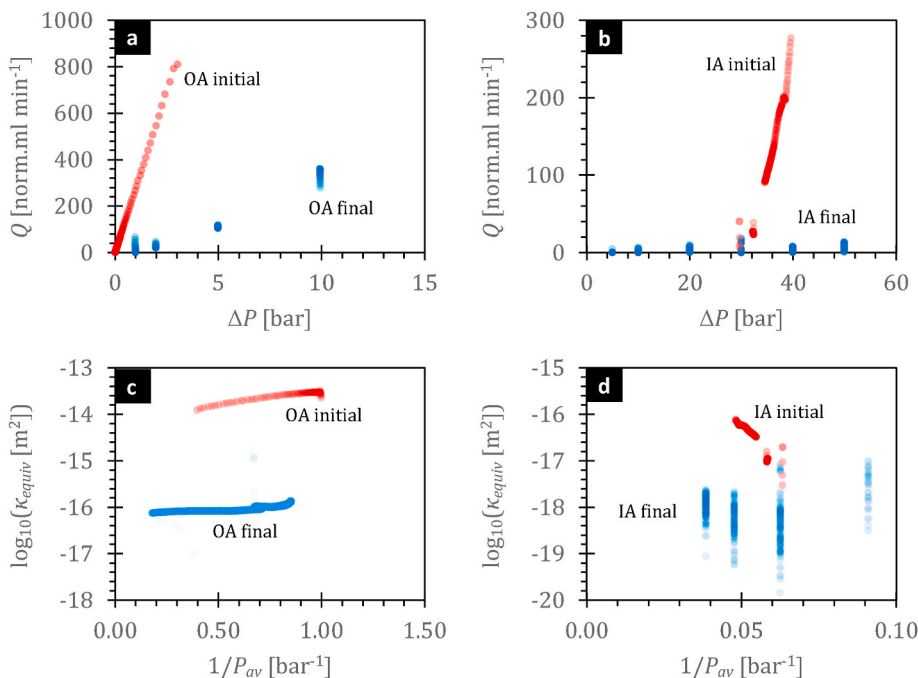 a
1000
800
600
400
200
0
Q [norm.ml min⁻¹]
OA initial
OA final
0 5 10 15
ΔP [bar]
b
300
200
100
0
Q [norm.ml min⁻¹]
IA initial
IA final
0 20 40 60
ΔP [bar]
c
-13
-14
-15
-16
-17
-18
log₁₀(κequiv [m²])
OA initial
OA final
0.00 0.50 1.00 1.50
1/Pav [bar⁻¹]
d
-15
-16
-17
-18
-19
-20
log₁₀(κequiv [m²])
IA initial
IA final
0.00 0.05 0.10
1/Pav [bar⁻¹]